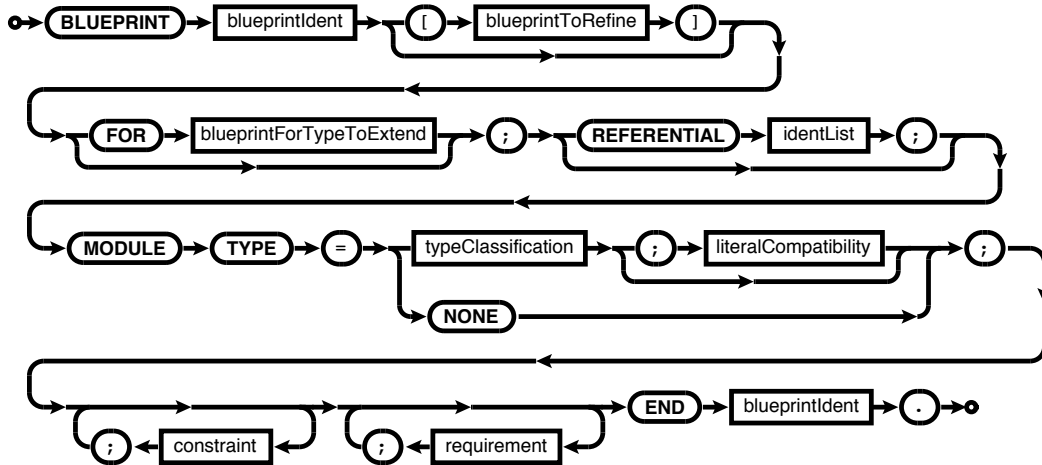 BLUEPRINT blueprintIdent [ blueprintToRefine ]
FOR blueprintForTypeToExtend ; REFERENTIAL identList ;
MODULE TYPE = typeClassification ; literalCompatibility ;
NONE
; constraint ; requirement END blueprintIdent .